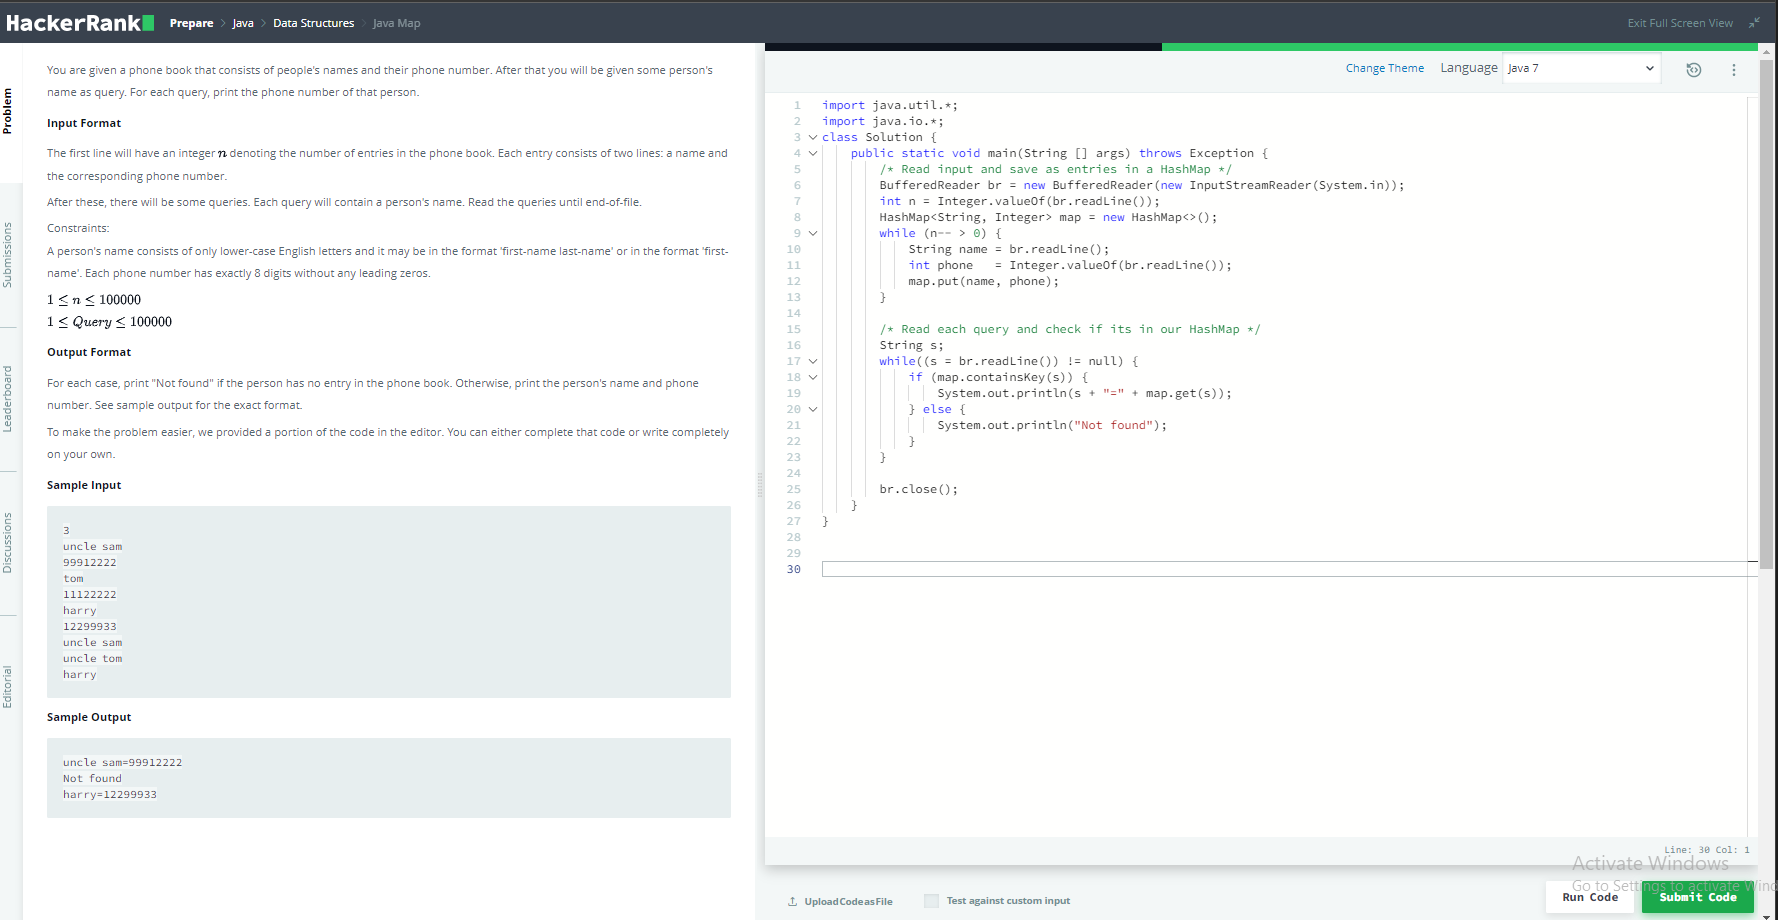 HackerRank Prepare > Java > Data Structures > Java Map Exit Full Screen View
Problem
Submissions
Leaderboard
Discussions
Editorial
You are given a phone book that consists of people's names and their phone number. After that you will be given some person's
name as query. For each query, print the phone number of that person.
Input Format
The first line will have an integer n denoting the number of entries in the phone book. Each entry consists of two lines: a name and
the corresponding phone number.
After these, there will be some queries. Each query will contain a person's name. Read the queries until end-of-file.
Constraints:
A person's name consists of only lower-case English letters and it may be in the format 'first-name last-name' or in the format 'first-
name'. Each phone number has exactly 8 digits without any leading zeros.
1 ≤ n ≤ 100000
1 ≤ Query ≤ 100000
Output Format
For each case, print "Not found" if the person has no entry in the phone book. Otherwise, print the person's name and phone
number. See sample output for the exact format.
To make the problem easier, we provided a portion of the code in the editor. You can either complete that code or write completely
on your own.
Sample Input
3
uncle sam
99912222
tom
11122222
harry
12299933
uncle sam
uncle tom
harry
Sample Output
uncle sam=99912222
Not found
harry=12299933
Change Theme Language Java 7
1 import java.util.*;
2 import java.io.*;
3 class Solution {
4 public static void main(String [] args) throws Exception {
5 /* Read input and save as entries in a HashMap */
6 BufferedReader br = new BufferedReader(new InputStreamReader(System.in));
7 int n = Integer.valueOf(br.readLine());
8 HashMap<String, Integer> map = new HashMap<>();
9 while (n-- > 0) {
10 String name = br.readLine();
11 int phone   = Integer.valueOf(br.readLine());
12 map.put(name, phone);
13 }
14
15 /* Read each query and check if its in our HashMap */
16 String s;
17 while((s = br.readLine()) != null) {
18 if (map.containsKey(s)) {
19 System.out.println(s + "=" + map.get(s));
20 } else {
21 System.out.println("Not found");
22 }
23 }
24
25 br.close();
26 }
27 }
28
29
30
Line: 30 Col: 1
Activate Windows
Go to Settings to activate Wind
Upload Code as File Test against custom input Run Code Submit Code